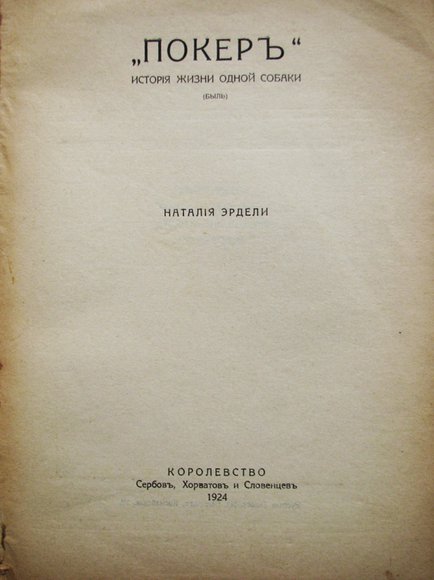 „ПОКЕРЪ“
ИСТОРІЯ ЖИЗНИ ОДНОЙ СОБАКИ
(БЫЛЬ)
НАТАЛІЯ ЭРДЕЛИ
КОРОЛЕВСТВО
Сербовъ, Хорватовъ и Словенцевъ
1924